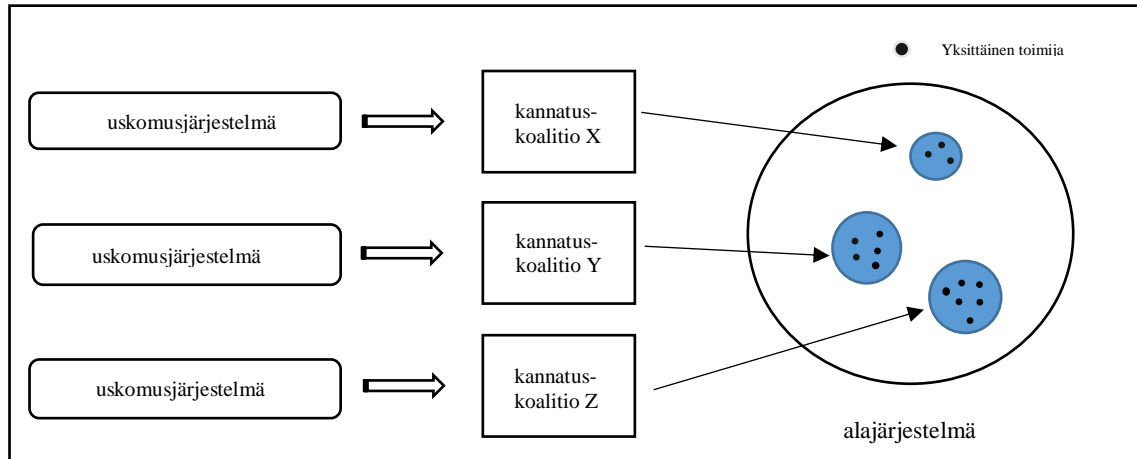 Yksittäinen toimija
uskomusjärjestelmä
kannatus-
koalitio X
uskomusjärjestelmä
kannatus-
koalitio Y
uskomusjärjestelmä
kannatus-
koalitio Z
alajärjestelmä